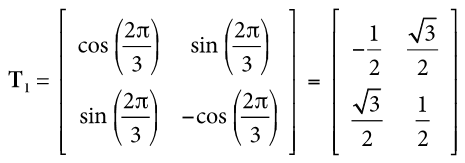 T₁ = [ cos(2π/3) sin(2π/3) ; sin(2π/3) -cos(2π/3) ] = [ -1/2 √3/2 ; √3/2 1/2 ]